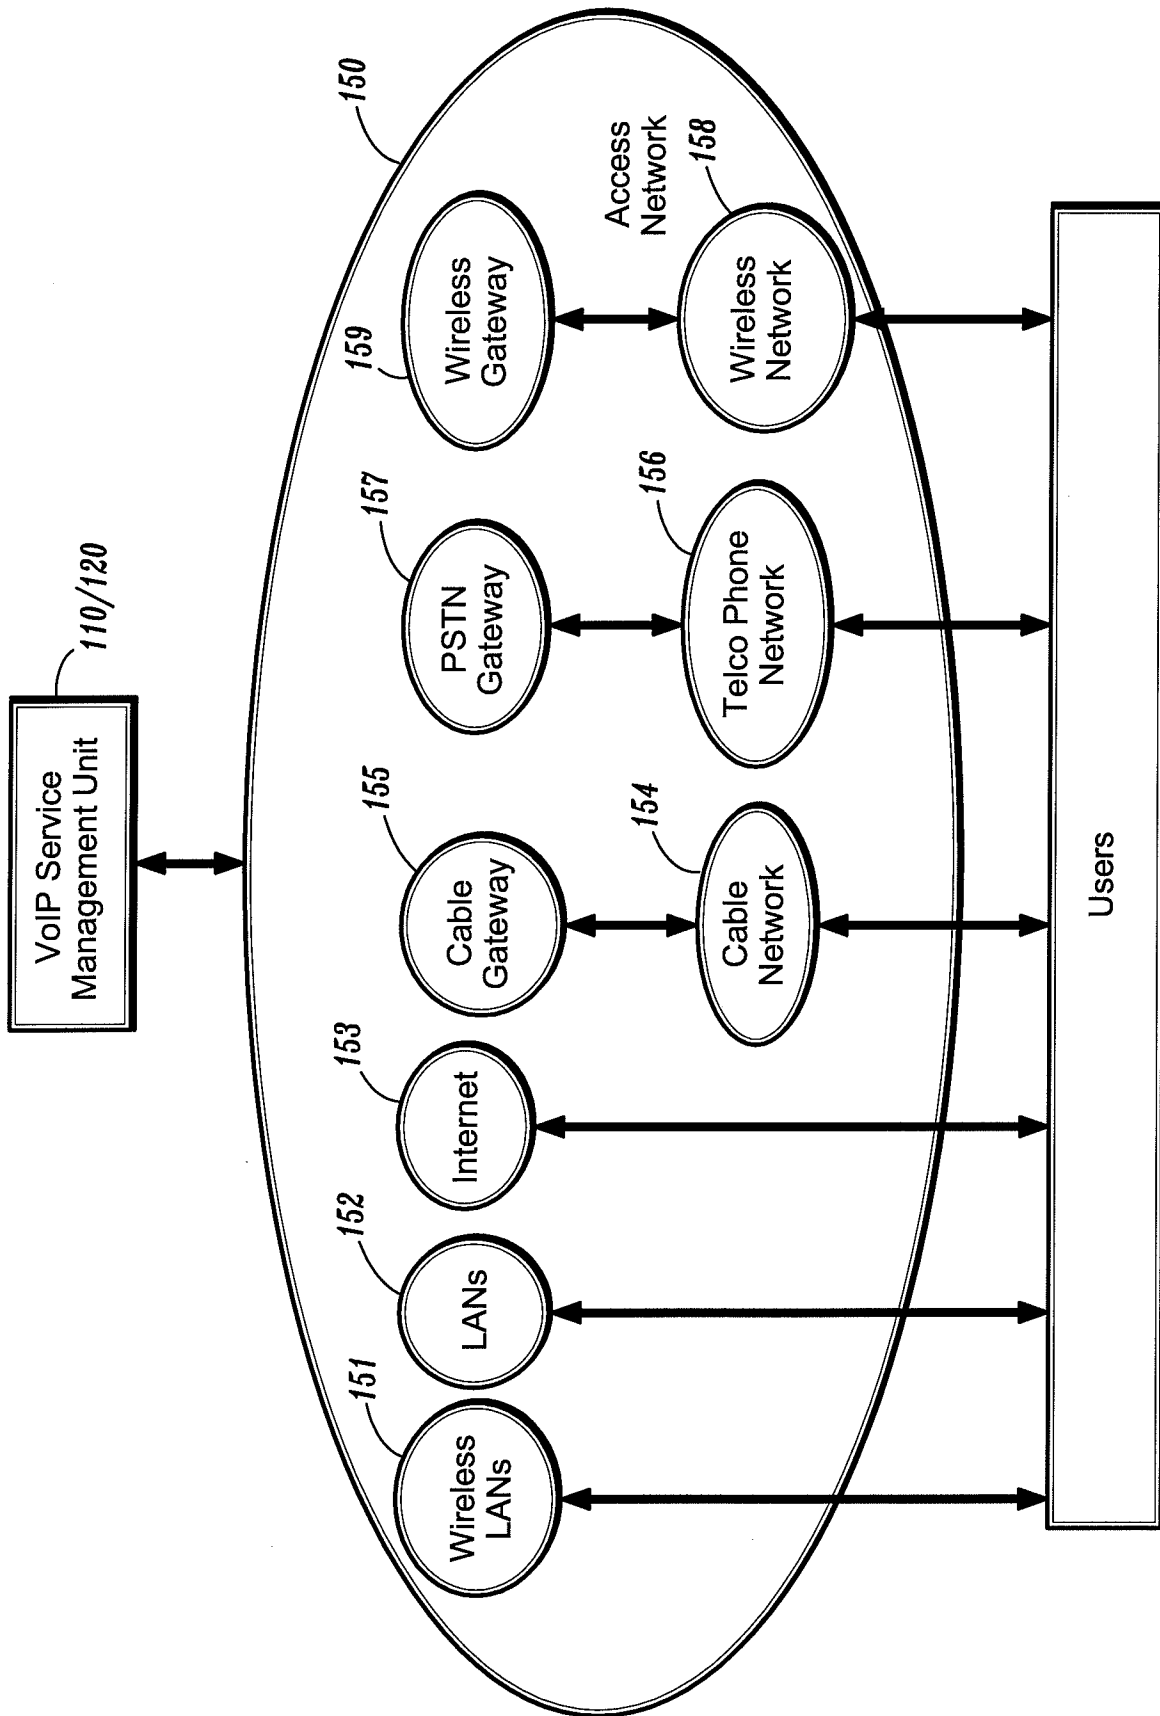 VoIP Service
Management Unit
110/120
150
Wireless
LANs
151
LANs
152
Internet
153
Cable
Gateway
155
PSTN
Gateway
157
Wireless
Gateway
159
Access
Network
Cable
Network
154
Telco Phone
Network
156
Wireless
Network
158
Users